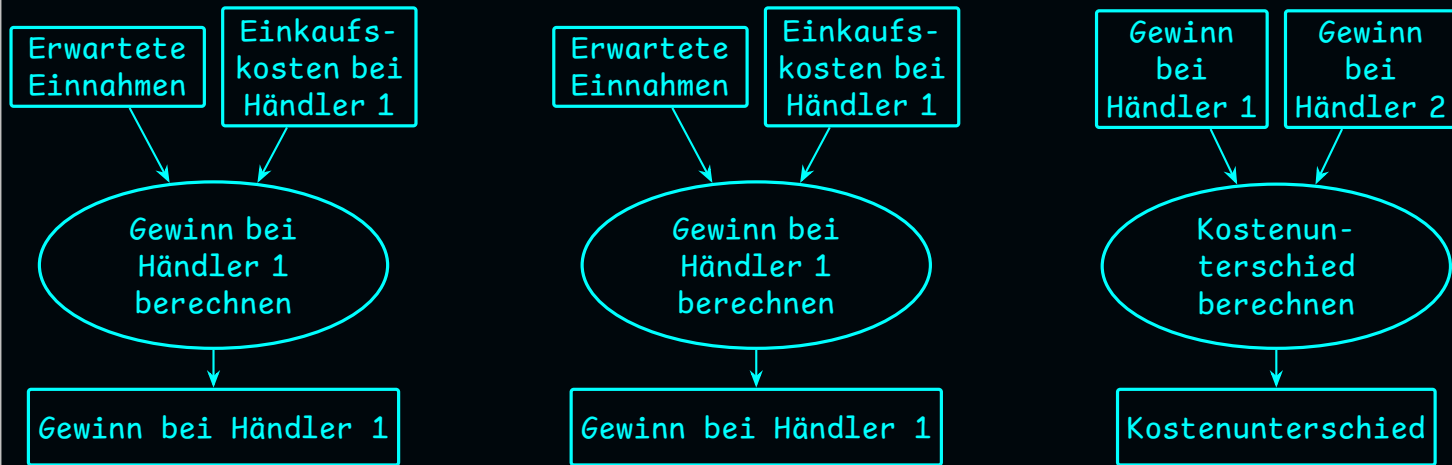 Erwartete
Einnahmen
Einkaufs-
kosten bei
Händler 1
Gewinn bei
Händler 1
berechnen
Gewinn bei Händler 1
Erwartete
Einnahmen
Einkaufs-
kosten bei
Händler 1
Gewinn bei
Händler 1
berechnen
Gewinn bei Händler 1
Gewinn
bei
Händler 1
Gewinn
bei
Händler 2
Kostenun-
terschied
berechnen
Kostenunterschied